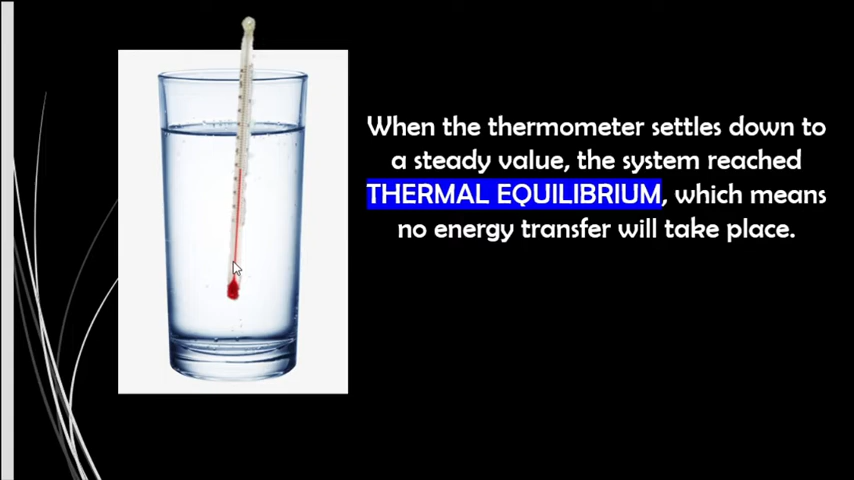 When the thermometer settles down to
a steady value, the system reached
THERMAL EQUILIBRIUM, which means
no energy transfer will take place.